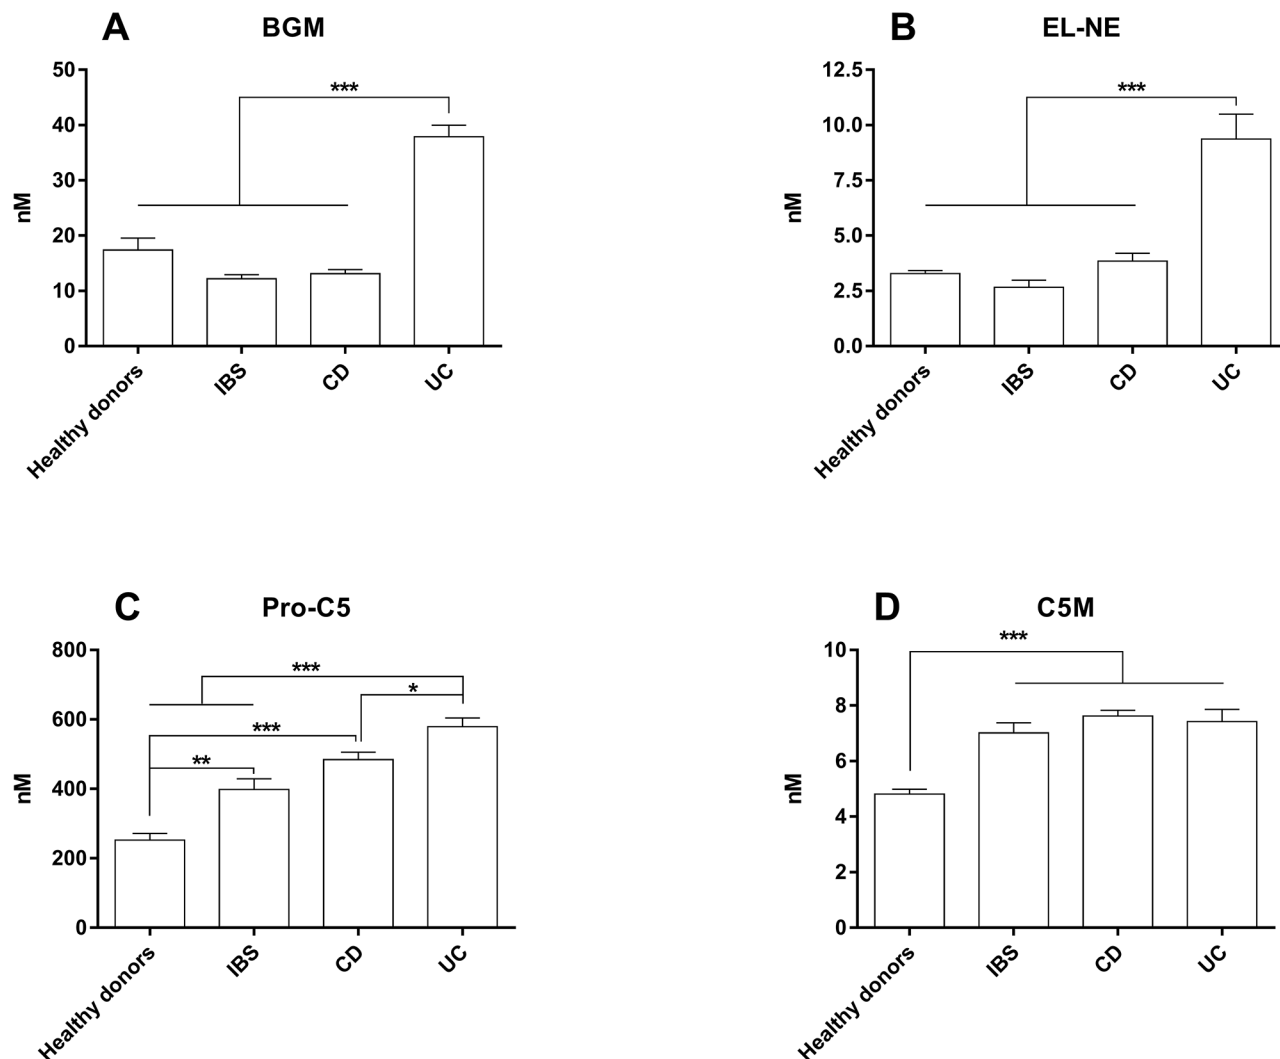 A BGM
50
40
30
20
10
0
nM
***
Healthy donors
IBS
CD
UC
B EL-NE
12.5
10.0
7.5
5.0
2.5
0.0
nM
***
Healthy donors
IBS
CD
UC
C Pro-C5
800
600
400
200
0
nM
***
*
***
**
Healthy donors
IBS
CD
UC
D C5M
10
8
6
4
2
0
nM
***
Healthy donors
IBS
CD
UC